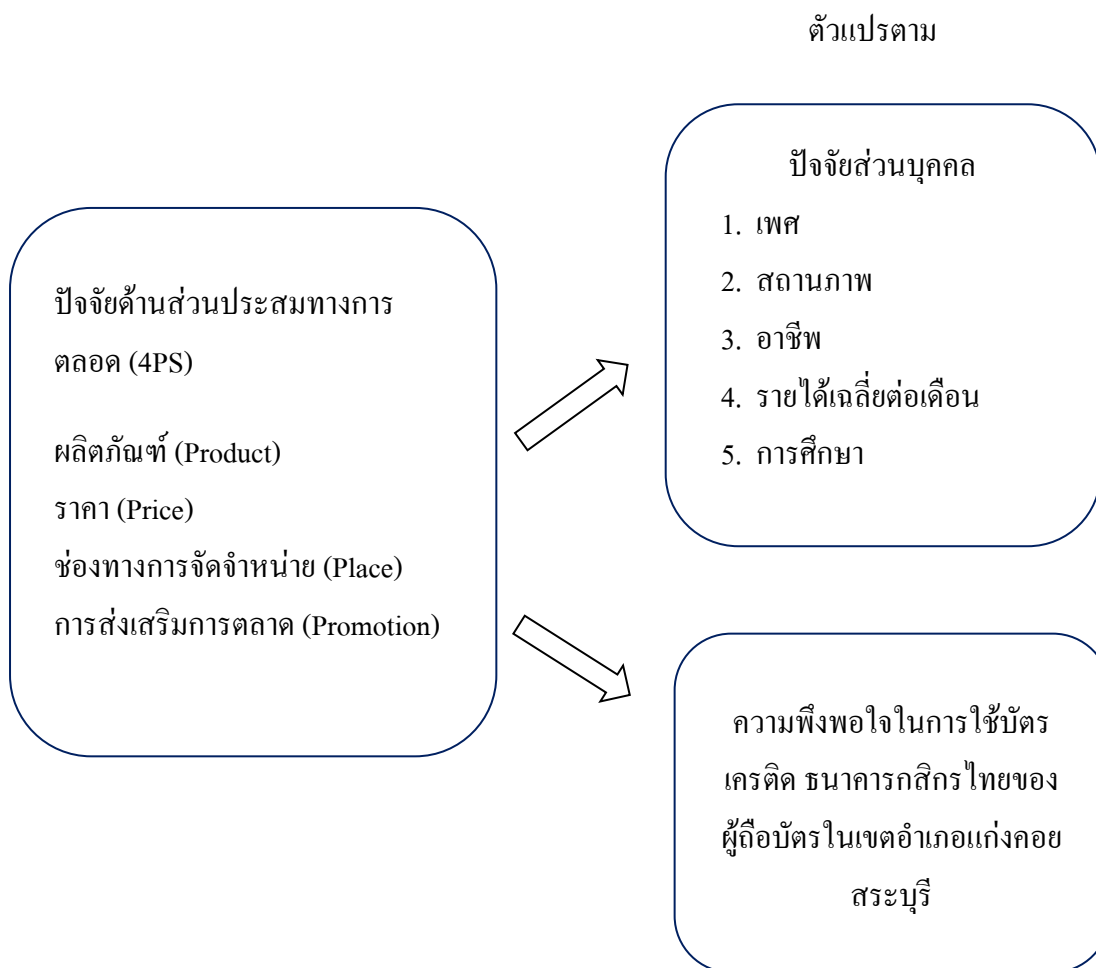 ตัวแปรตาม
ปัจจัยส่วนบุคคล
1. เพศ
2. สถานภาพ
3. อาชีพ
4. รายได้เฉลี่ยต่อเดือน
5. การศึกษา
ปัจจัยด้านส่วนประสมทางการ
ตลอด (4PS)
ผลิตภัณฑ์ (Product)
ราคา (Price)
ช่องทางการจัดจำหน่าย (Place)
การส่งเสริมการตลาด (Promotion)
ความพึงพอใจในการใช้บัตร
เครติด ธนาคารกสิกรไทยของ
ผู้ถือบัตรในเขตอำเภอแก่งคอย
สระบุรี